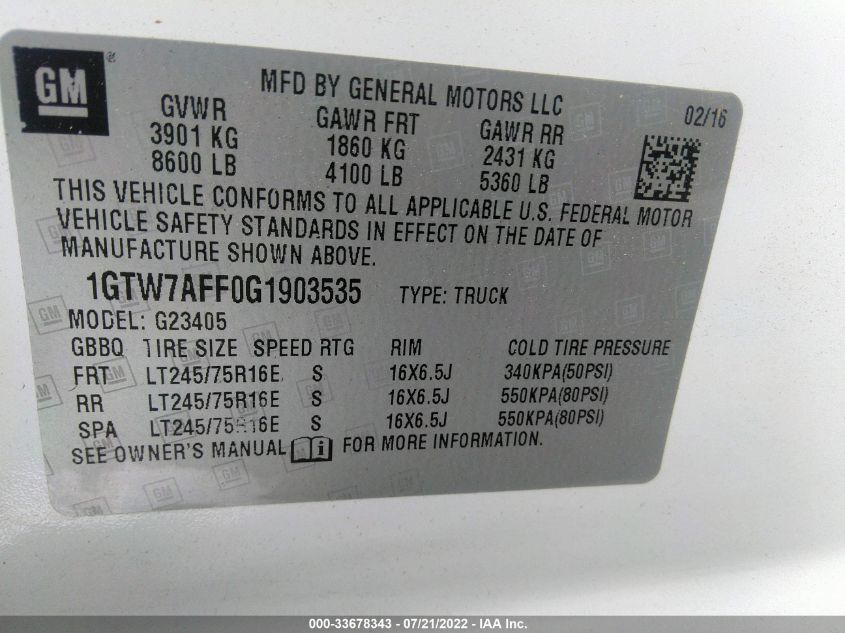 GM
MFD BY GENERAL MOTORS LLC
02/16
GVWR GAWR FRT GAWR RR
3901 KG 1860 KG 2431 KG
8600 LB 4100 LB 5360 LB
THIS VEHICLE CONFORMS TO ALL APPLICABLE U.S. FEDERAL MOTOR
VEHICLE SAFETY STANDARDS IN EFFECT ON THE DATE OF
MANUFACTURE SHOWN ABOVE.
1GTW7AFF0G1903535 TYPE: TRUCK
MODEL: G23405
GBBQ TIRE SIZE SPEED RTG RIM COLD TIRE PRESSURE
FRT LT245/75R16E S 16X6.5J 340KPA(50PSI)
RR LT245/75R16E S 16X6.5J 550KPA(80PSI)
SPA LT245/75R16E S 16X6.5J 550KPA(80PSI)
SEE OWNER'S MANUAL i FOR MORE INFORMATION.
000-33678343 - 07/21/2022 - IAA Inc.